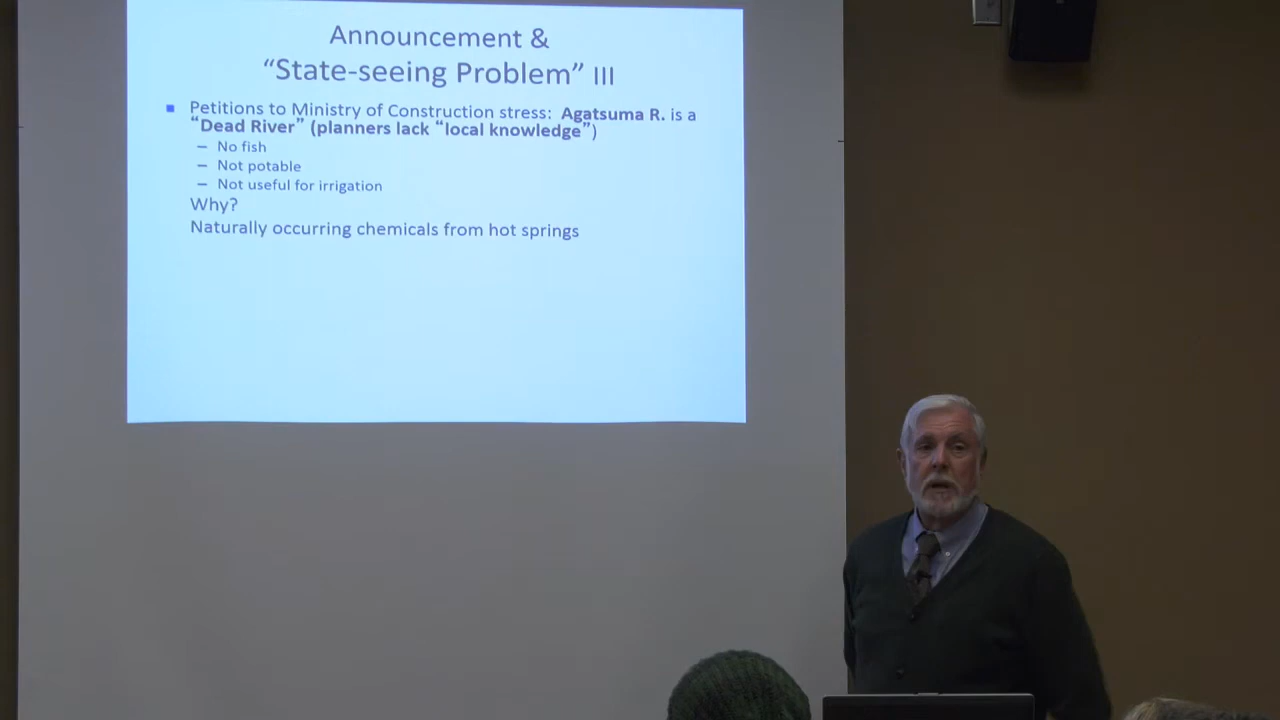 Announcement &
“State-seeing Problem” III
Petitions to Ministry of Construction stress: Agatsuma R. is a
“Dead River” (planners lack “local knowledge”)
– No fish
– Not potable
– Not useful for irrigation
Why?
Naturally occurring chemicals from hot springs